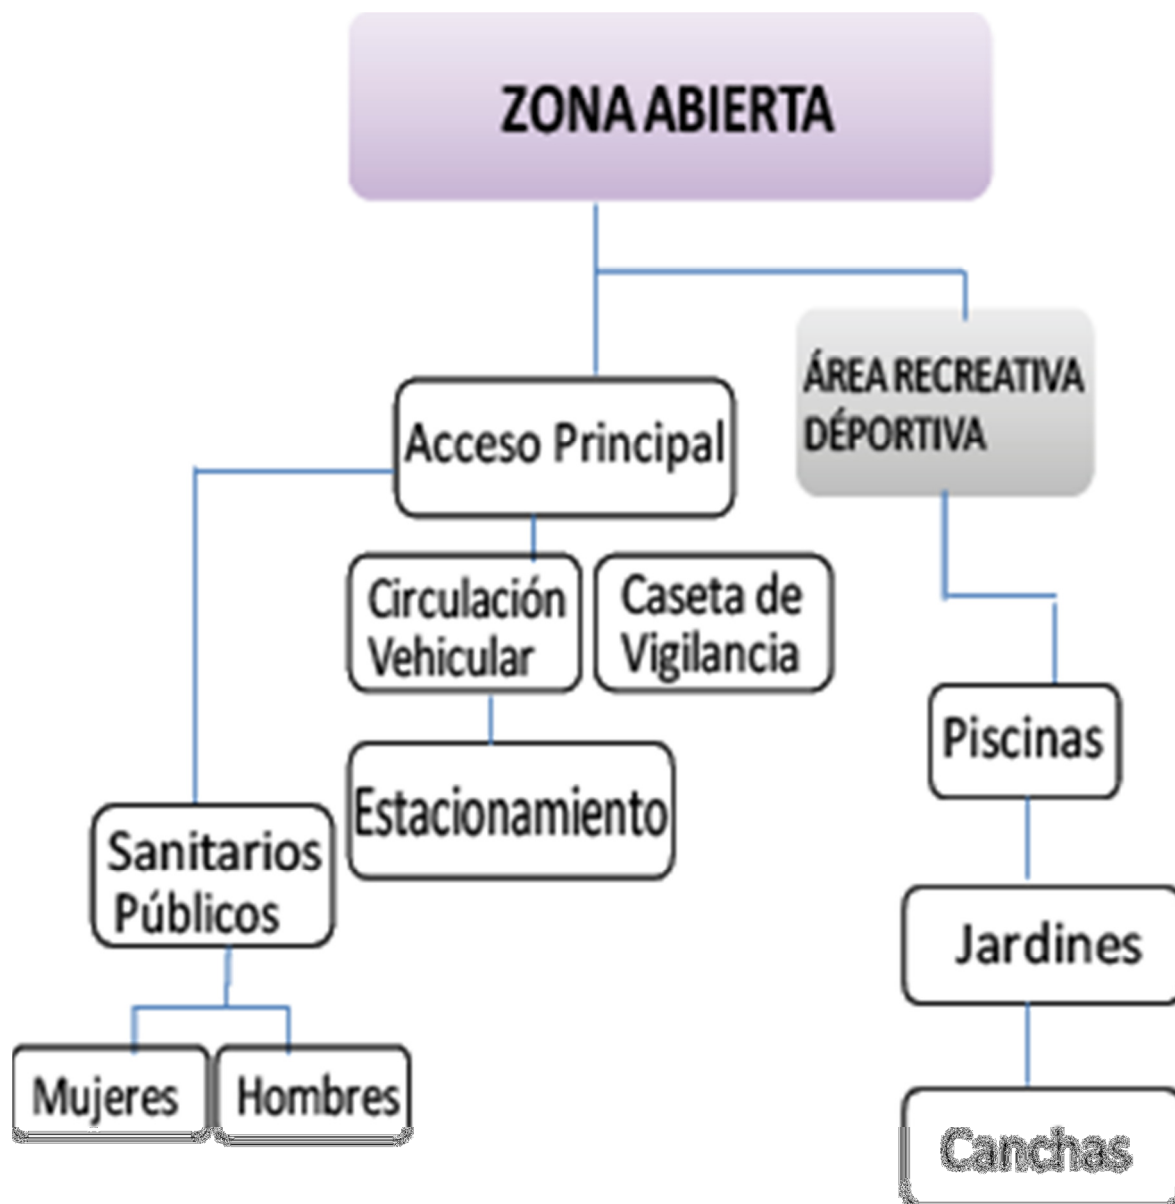 ZONA ABIERTA
ÁREA RECREATIVA
DÉPORTIVA
Acceso Principal
Circulación
Vehicular
Caseta de
Vigilancia
Piscinas
Estacionamiento
Sanitarios
Públicos
Jardines
Mujeres
Hombres
Canchas